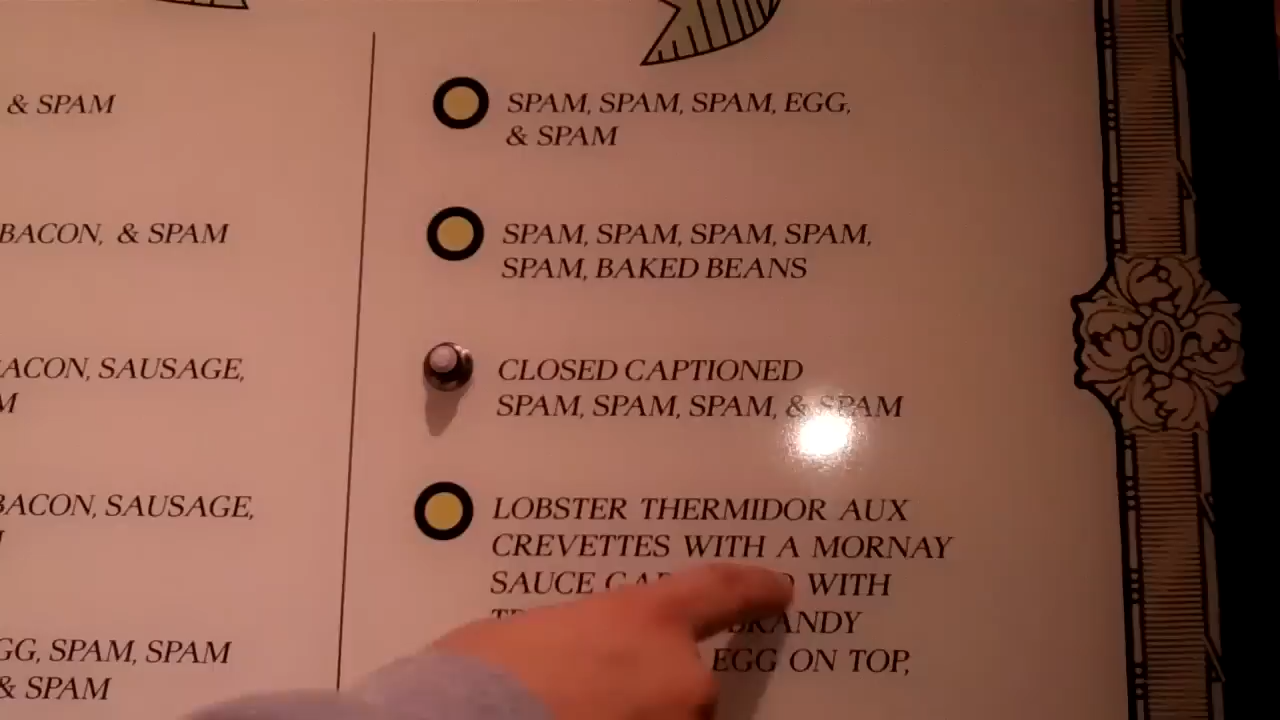 & SPAM
BACON, & SPAM
ACON, SAUSAGE,
BACON, SAUSAGE,
SPAM, SPAM
& SPAM
SPAM, SPAM, SPAM, EGG,
& SPAM
SPAM, SPAM, SPAM, SPAM,
SPAM, BAKED BEANS
CLOSED CAPTIONED
SPAM, SPAM, SPAM, & SPAM
LOBSTER THERMIDOR AUX
CREVETTES WITH A MORNAY
SAUCE WITH
BRANDY
EGG ON TOP,